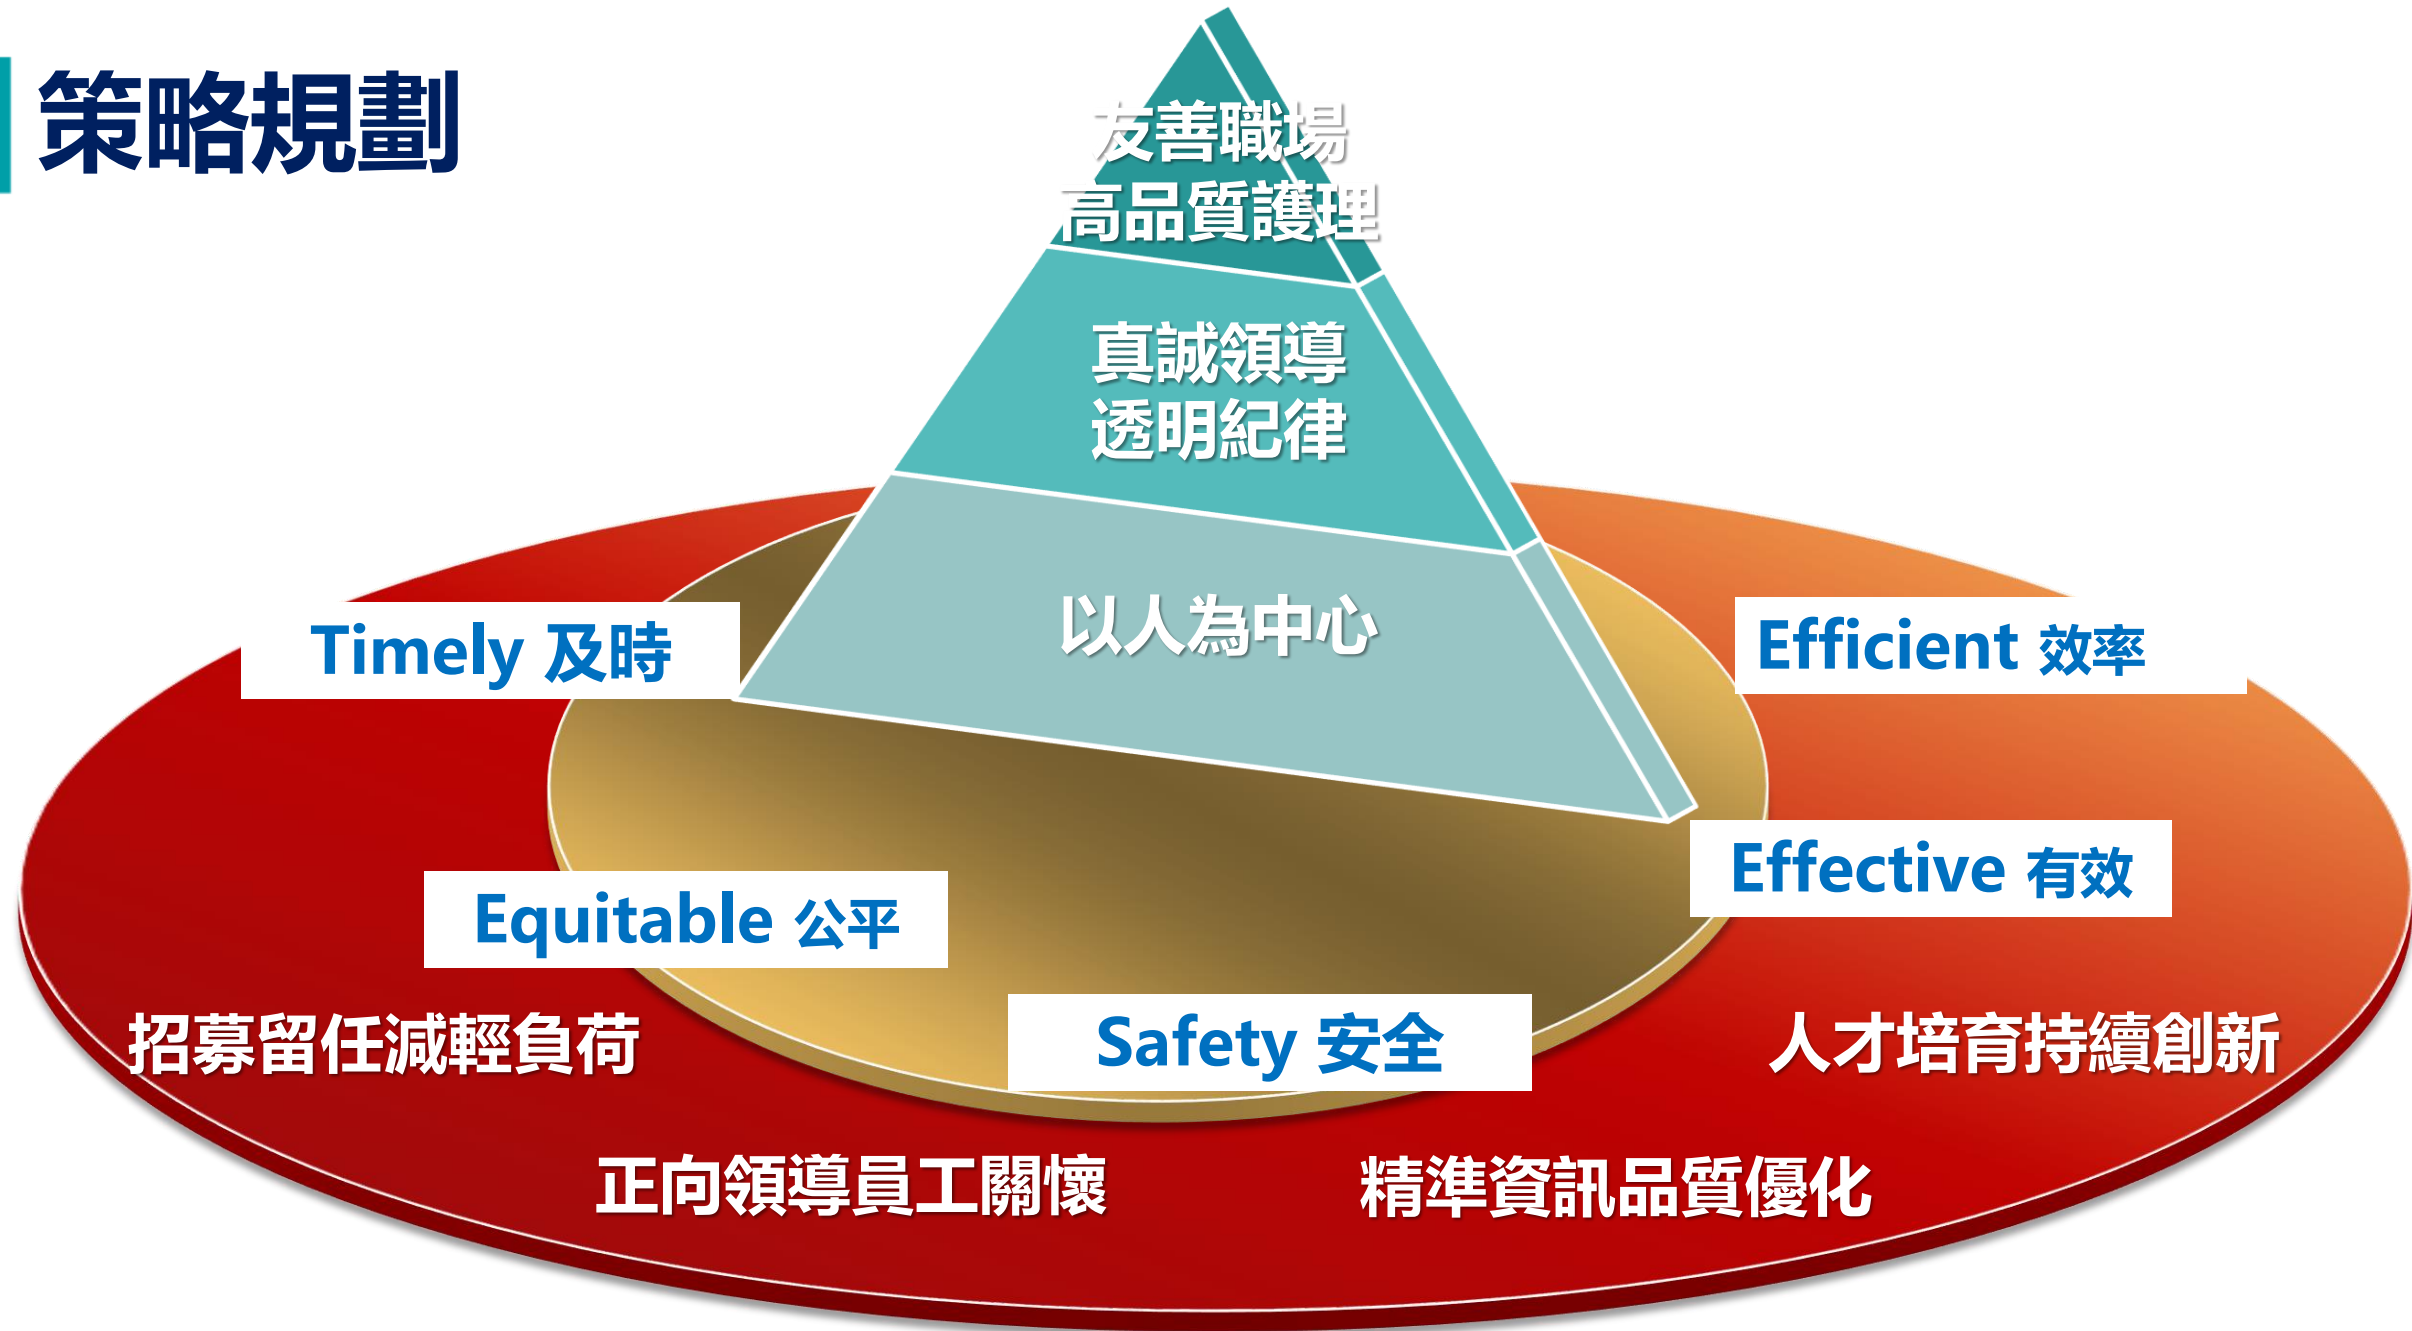 策略規劃
友善職場
高品質護理
真誠領導
透明紀律
以人為中心
Timely 及時
Efficient 效率
Equitable 公平
Effective 有效
Safety 安全
招募留任減輕負荷
人才培育持續創新
正向領導員工關懷
精準資訊品質優化